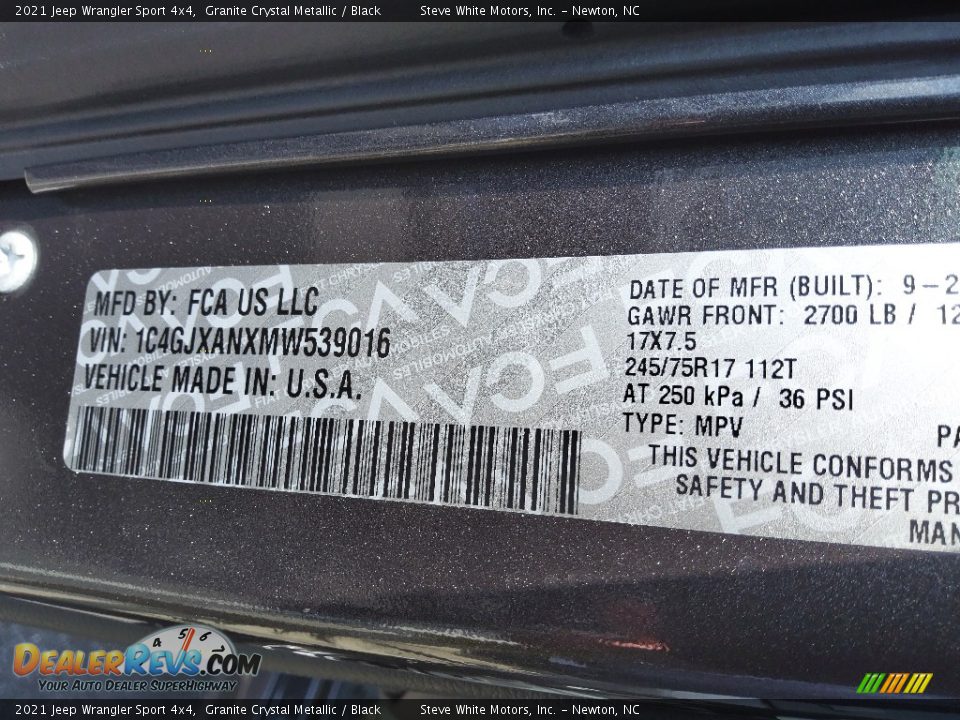 2021 Jeep Wrangler Sport 4x4, Granite Crystal Metallic / Black Steve White Motors, Inc. - Newton, NC
MFD BY: FCA US LLC
VIN: 1C4GJXANXMW539016
VEHICLE MADE IN: U.S.A.
DATE OF MFR (BUILT): 9-2
GAWR FRONT: 2700 LB / 12
17X7.5
245/75R17 112T
AT 250 kPa / 36 PSI
TYPE: MPV
PA
THIS VEHICLE CONFORMS
SAFETY AND THEFT PR
MAN
4 5 6
DEALERREVS.COM
YOUR AUTO DEALER SUPERHIGHWAY
2021 Jeep Wrangler Sport 4x4, Granite Crystal Metallic / Black Steve White Motors, Inc. - Newton, NC